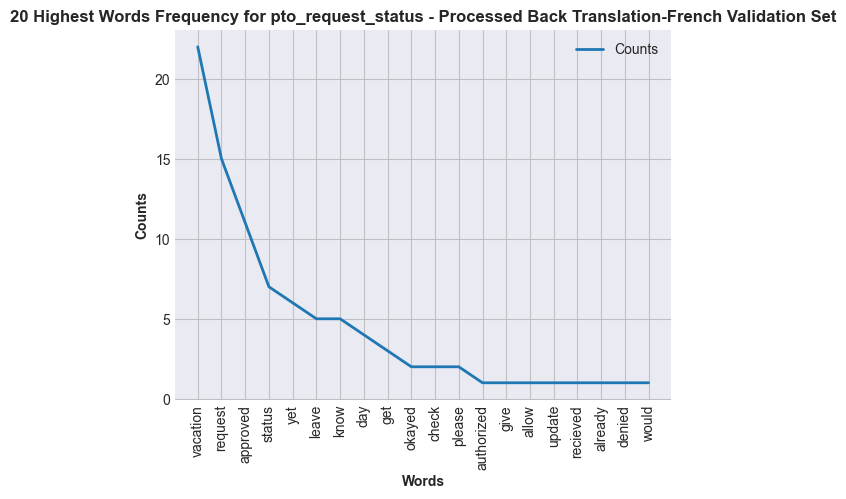 20 Highest Words Frequency for pto_request_status - Processed Back Translation-French Validation Set
Counts
20
15
10
5
0
Counts
vacation
request
approved
status
yet
leave
know
day
get
okayed
check
please
authorized
give
allow
update
recieved
already
denied
would
Words